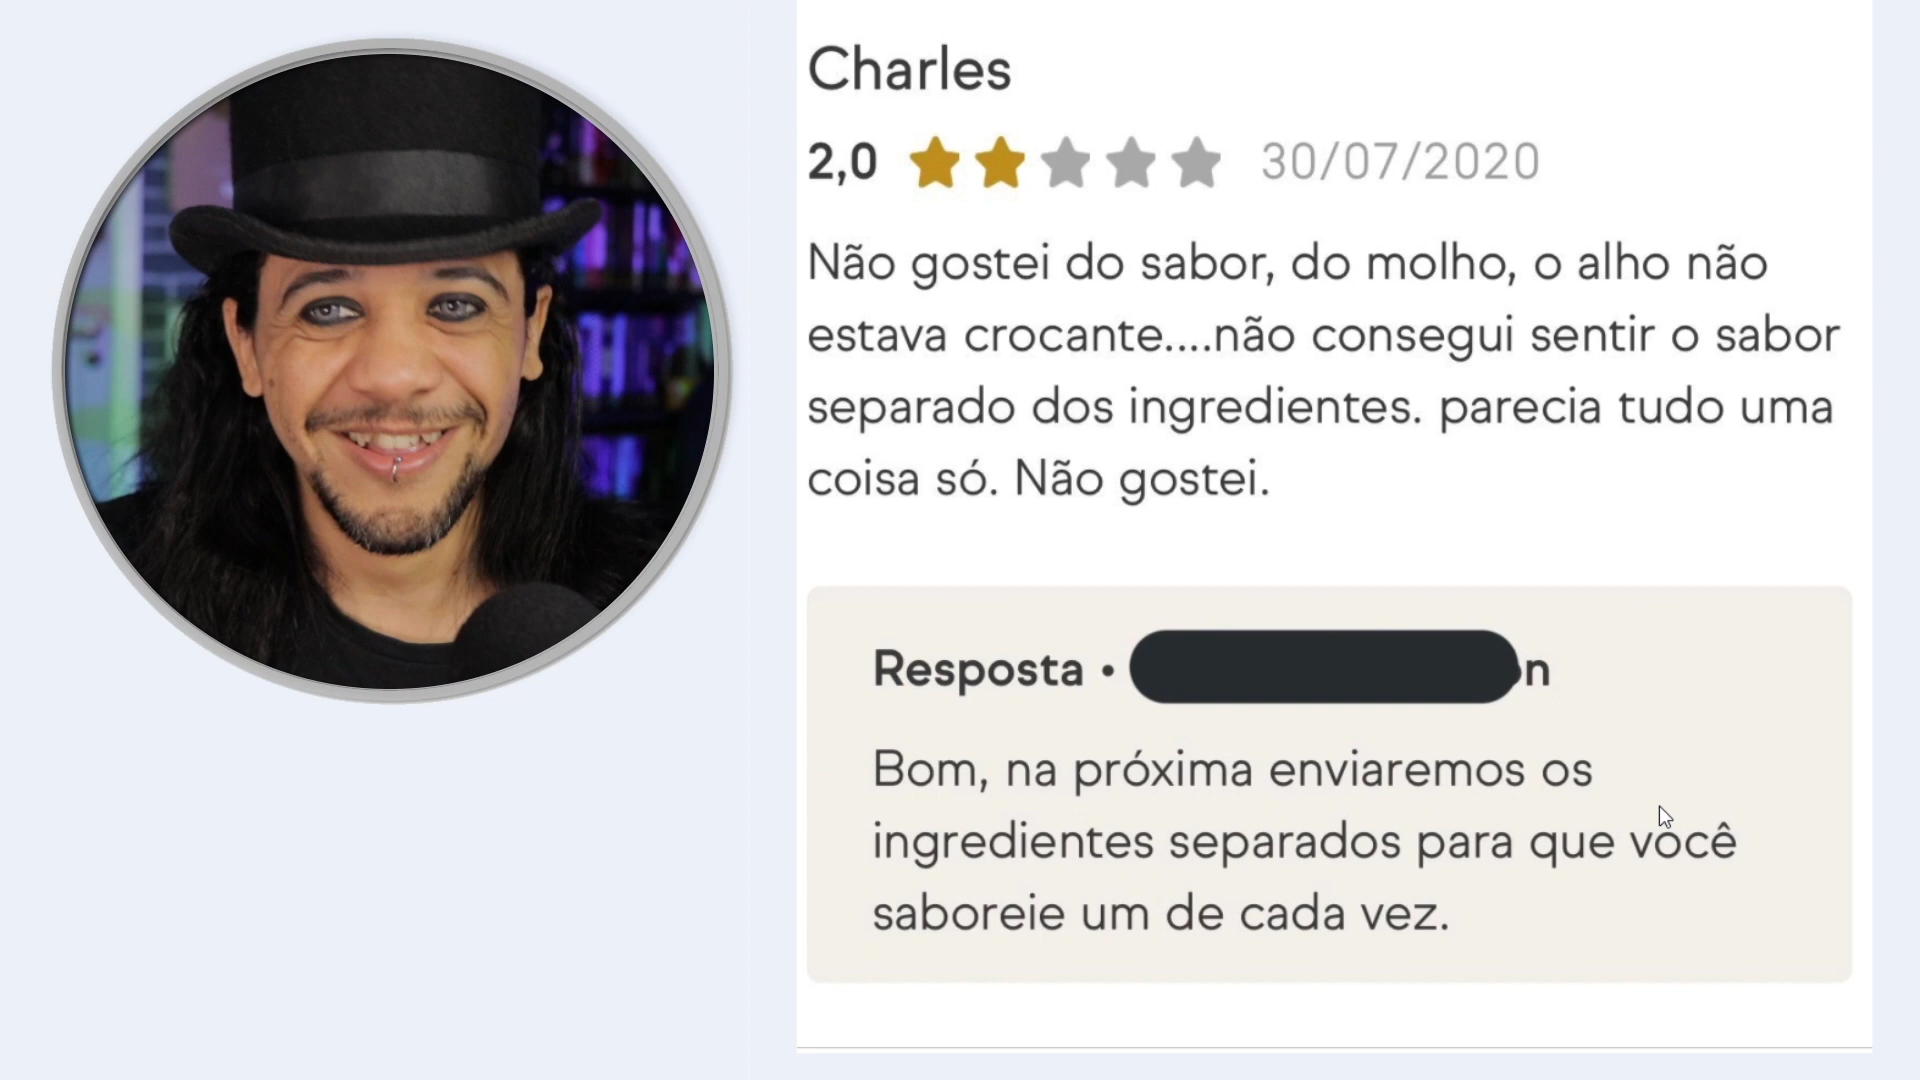 Charles
2,0 30/07/2020
Não gostei do sabor, do molho, o alho não
estava crocante....não consegui sentir o sabor
separado dos ingredientes. parecia tudo uma
coisa só. Não gostei.
Resposta • n
Bom, na próxima enviaremos os
ingredientes separados para que você
saboreie um de cada vez.